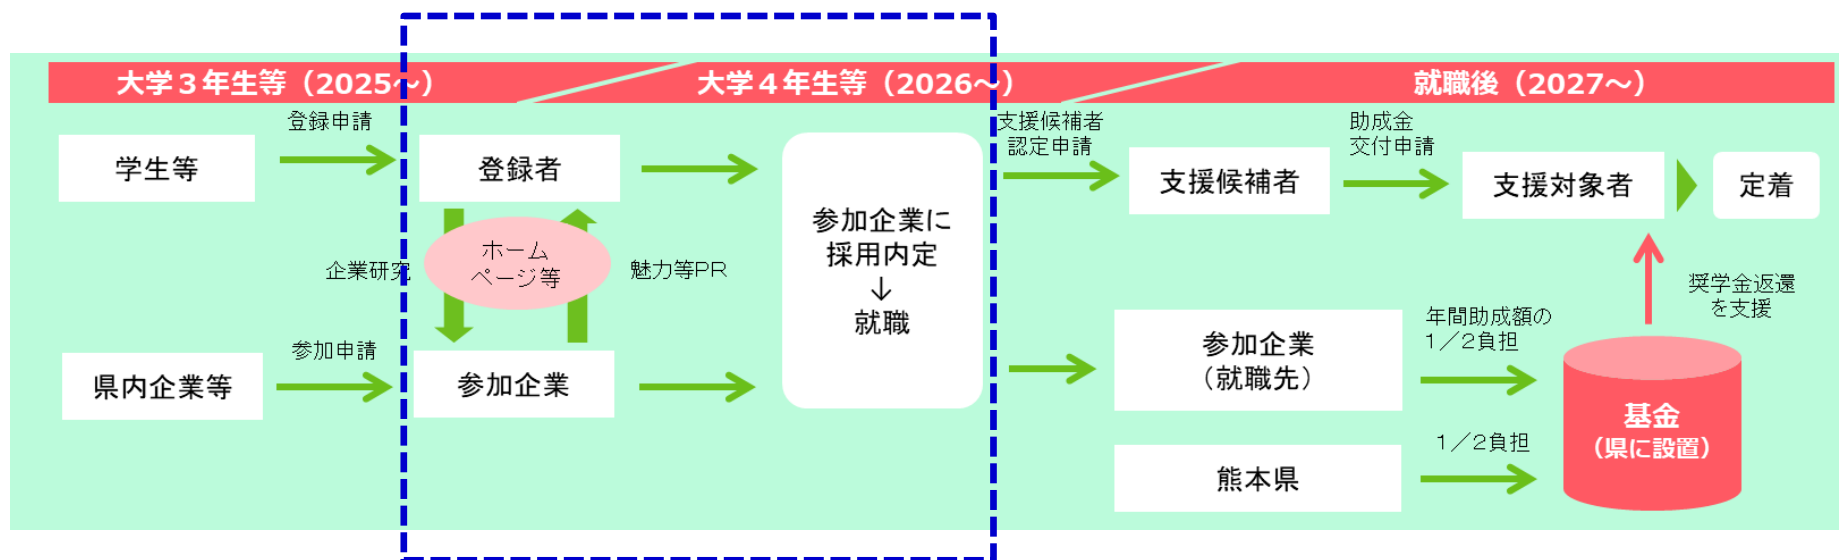 大学３年生等（2025～）
大学４年生等（2026～）
就職後（2027～）
登録申請
学生等
登録者
ホーム
ページ等
企業研究
魅力等PR
参加申請
県内企業等
参加企業
参加企業に
採用内定
↓
就職
支援候補者
認定申請
支援候補者
助成金
交付申請
支援対象者
定着
奨学金返還
を支援
参加企業
（就職先）
年間助成額の
１／２負担
熊本県
１／２負担
基金
（県に設置）